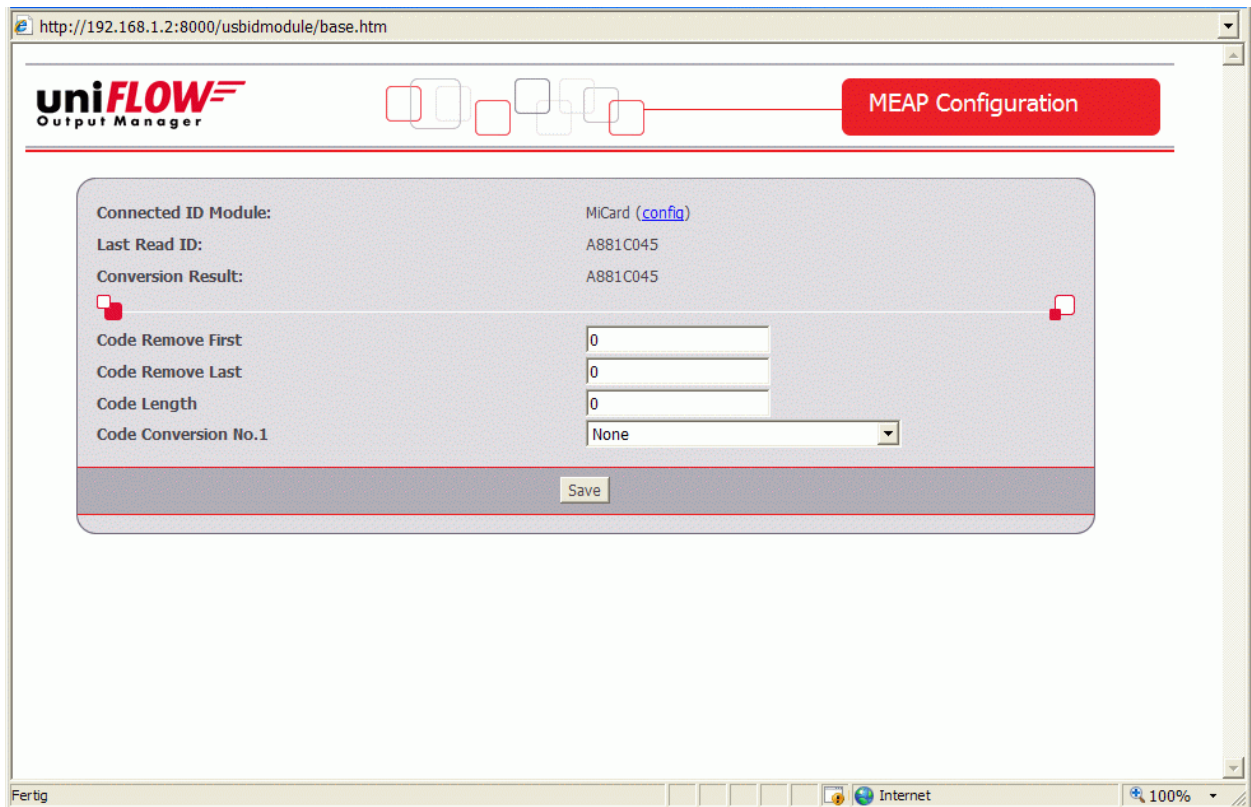 http://192.168.1.2:8000/usbidmodule/base.htm
uniFLOW
Output Manager
MEAP Configuration
Connected ID Module: MiCard (config)
Last Read ID: A881C045
Conversion Result: A881C045
Code Remove First 0
Code Remove Last 0
Code Length 0
Code Conversion No.1 None
Save
Fertig Internet 100%